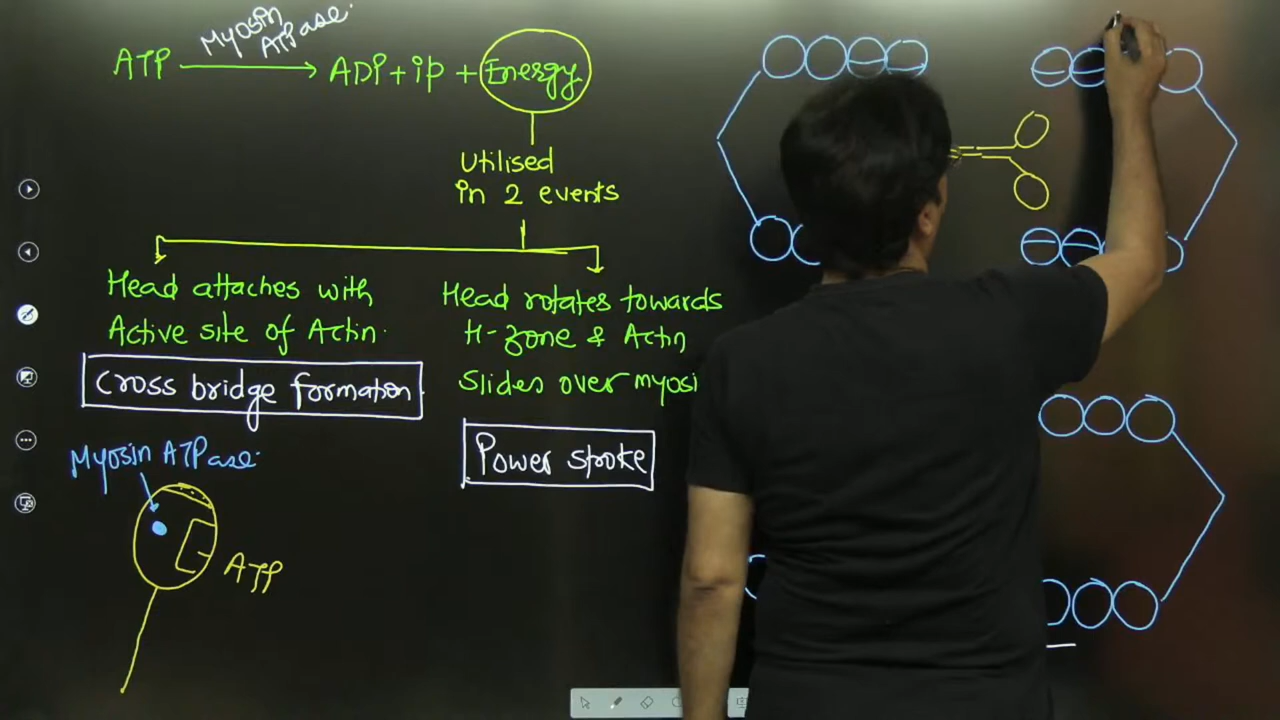 Myosin
ATPase.
ATP → ADP + ip + Energy
Utilised
in 2 events
Head attaches with
Active site of Actin.
Cross bridge formation
Head rotates towards
H-zone & Actin
Slides over myosi
Power stroke
Myosin ATPase.
ATP